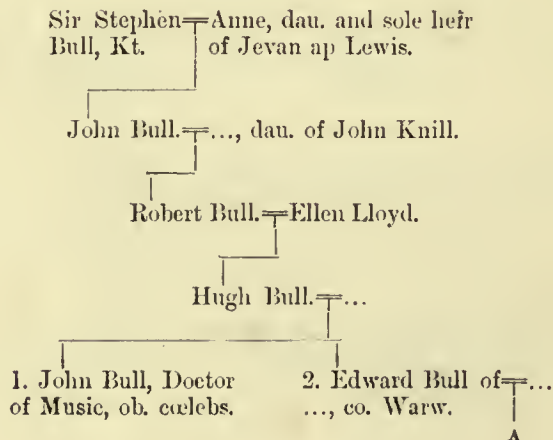 Sir Stephen=Anne, dau. and sole heir
Bull, Kt. of Jevan ap Lewis.
John Bull.=..., dau. of John Knill.
Robert Bull.=Ellen Lloyd.
Hugh Bull.=...
1. John Bull, Doctor 2. Edward Bull of=...
of Music, ob. cœlebs. ..., co. Warw.
A